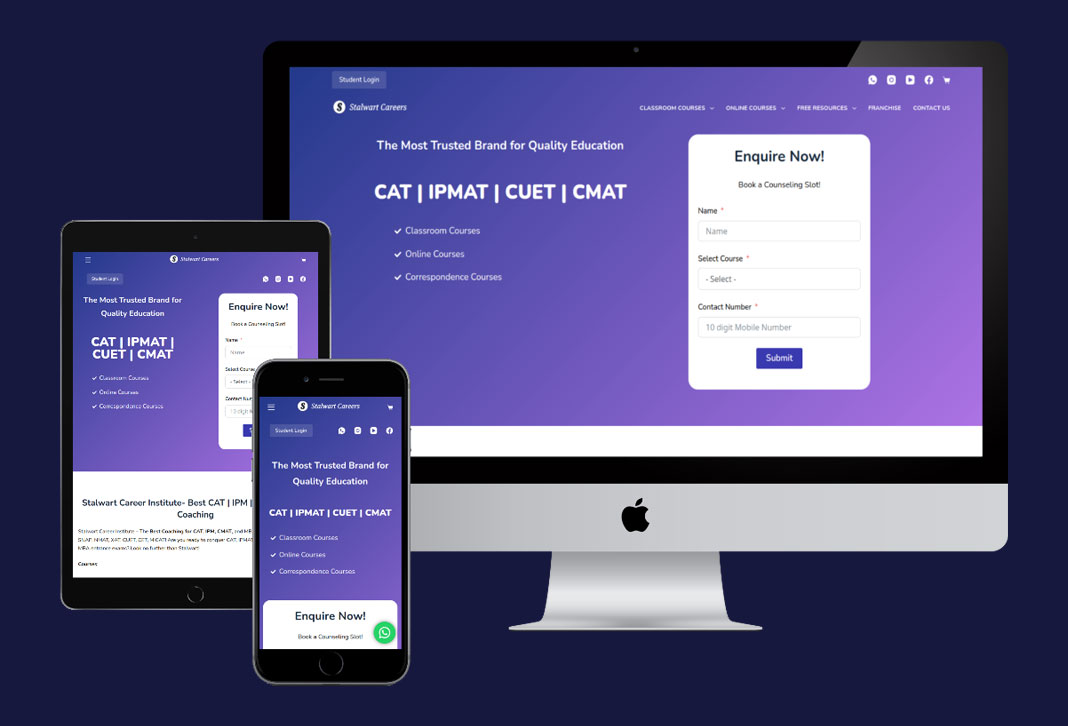 Student Login
Stalwart Careers
CLASSROOM COURSES
ONLINE COURSES
FREE RESOURCES
FRANCHISE
CONTACT US
The Most Trusted Brand for Quality Education
CAT | IPMAT | CUET | CMAT
Classroom Courses
Online Courses
Correspondence Courses
Enquire Now!
Book a Counseling Slot!
Name *
Name
Select Course *
- Select -
Contact Number *
10 digit Mobile Number
Submit
Stalwart Careers
Student Login
The Most Trusted Brand for
Quality Education
CAT | IPMAT |
CUET | CMAT
Classroom Courses
Online Courses
Correspondence Courses
Enquire Now!
Book a Counseling Slot!
Name *
Name
Select Course
- Select -
Contact
10 digit
Stalwart Career Institute- Best CAT | IPM |
Coaching
Stalwart Career Institute - The Best Coaching for CAT, IPM, CMAT, and
SNAP, NMAT, XAT, CUET, Are you ready to conquer CAT, IPMAT
MBA entrance exams? Look no further than Stalwart!
Courses
Stalwart Careers
Student Login
The Most Trusted Brand for
Quality Education
CAT | IPMAT | CUET | CMAT
Classroom Courses
Online Courses
Correspondence Courses
Enquire Now!
Book a Counseling Slot!